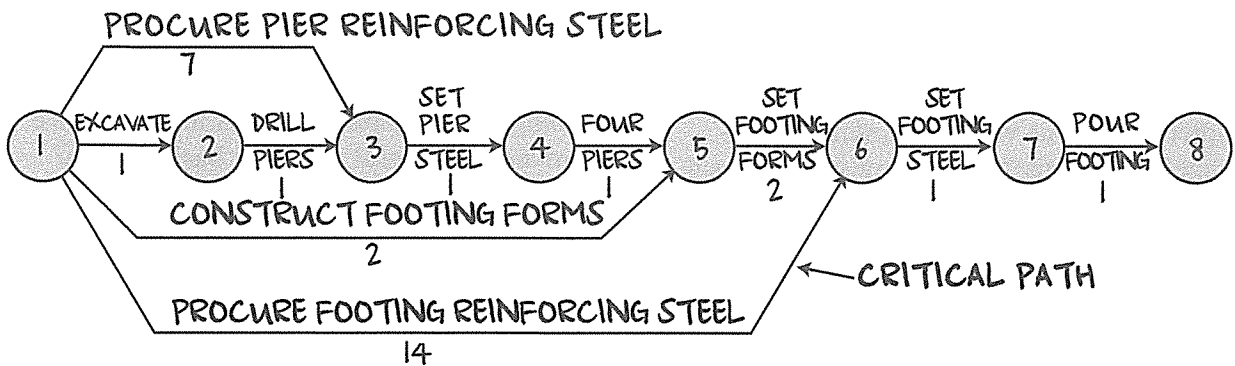 PROCURE PIER REINFORCING STEEL
7
1
EXCAVATE
1
2
DRILL
PIERS
1
3
SET
PIER
STEEL
1
4
FOUR
PIERS
1
5
SET
FOOTING
FORMS
2
6
SET
FOOTING
STEEL
1
7
POUR
FOOTING
1
8
CONSTRUCT FOOTING FORMS
2
CRITICAL PATH
PROCURE FOOTING REINFORCING STEEL
14